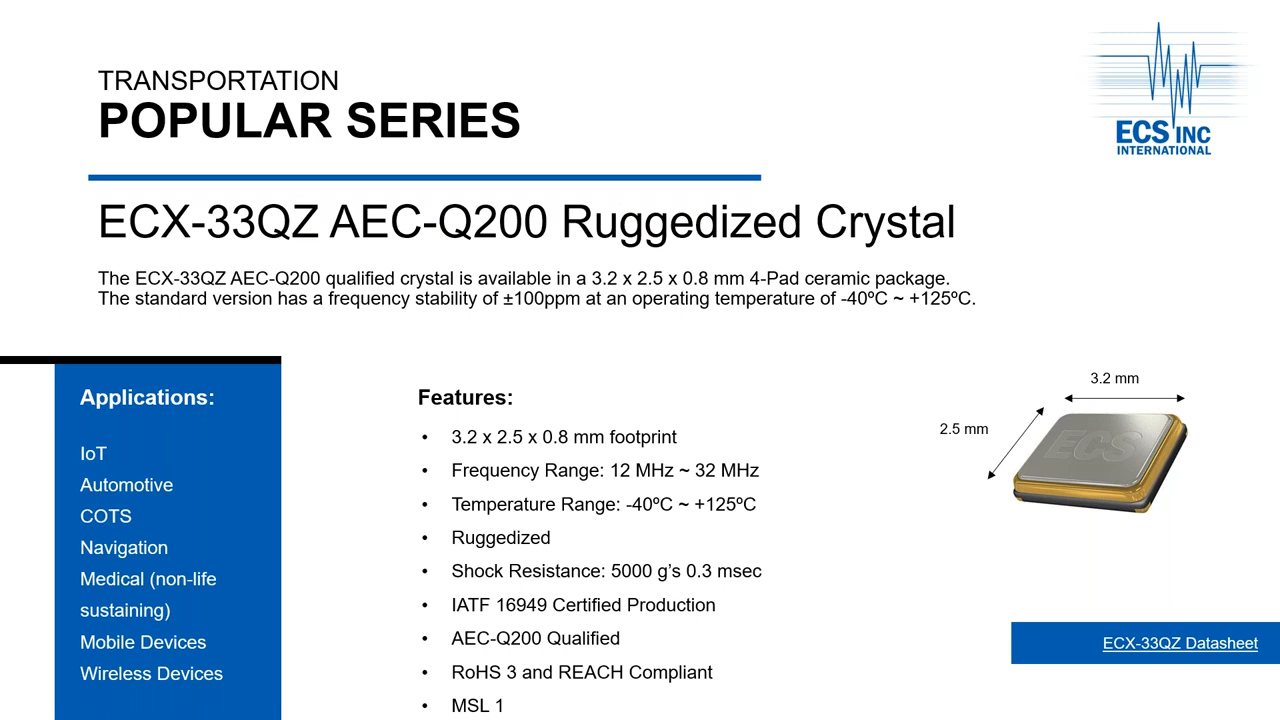 TRANSPORTATION
POPULAR SERIES
ECS INC
INTERNATIONAL
ECX-33QZ AEC-Q200 Ruggedized Crystal
The ECX-33QZ AEC-Q200 qualified crystal is available in a 3.2 x 2.5 x 0.8 mm 4-Pad ceramic package.
The standard version has a frequency stability of ±100ppm at an operating temperature of -40ºC ~ +125ºC.
Applications:
IoT
Automotive
COTS
Navigation
Medical (non-life
sustaining)
Mobile Devices
Wireless Devices
Features:
• 3.2 x 2.5 x 0.8 mm footprint
• Frequency Range: 12 MHz ~ 32 MHz
• Temperature Range: -40ºC ~ +125ºC
• Ruggedized
• Shock Resistance: 5000 g’s 0.3 msec
• IATF 16949 Certified Production
• AEC-Q200 Qualified
• RoHS 3 and REACH Compliant
• MSL 1
3.2 mm
2.5 mm
ECS
ECX-33QZ Datasheet